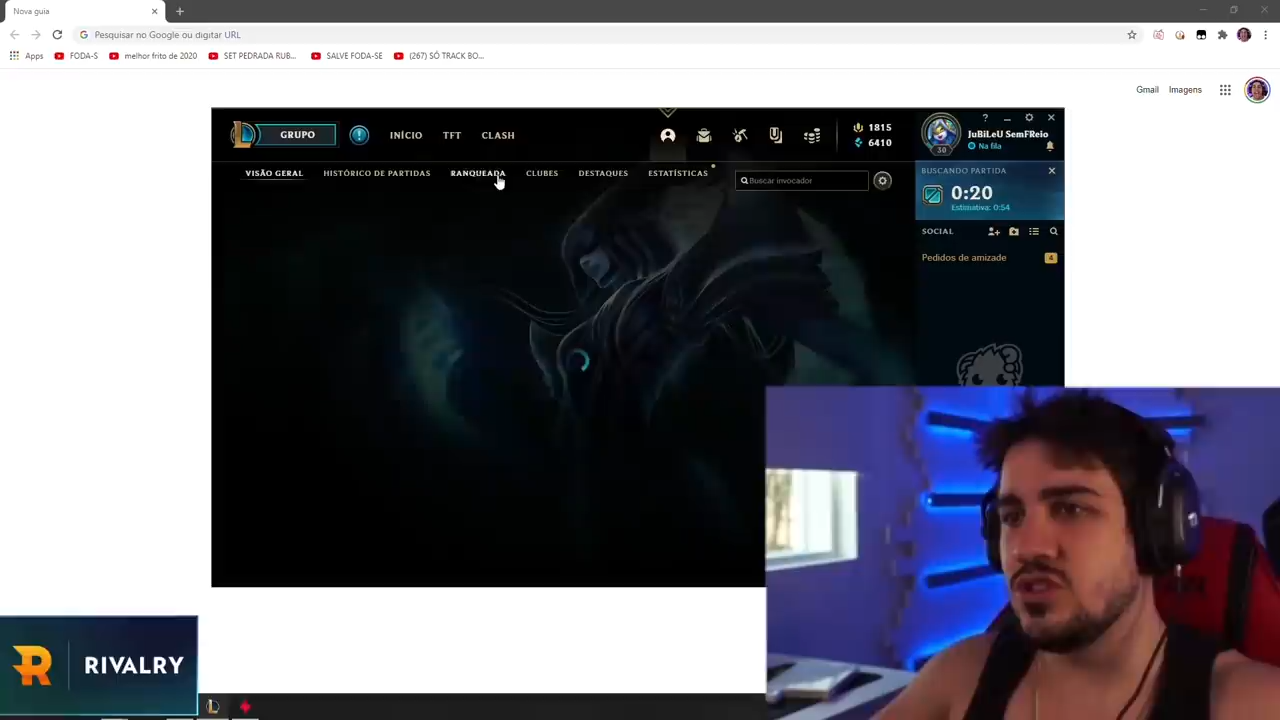 Nova guia
Pesquisar no Google ou digitar URL
Apps FODA-S melhor frito de 2020 SET PEDRADA RUB... SALVE FODA-SE (267) SÓ TRACK BO...
Gmail Imagens
GRUPO INÍCIO TFT CLASH
1815
6410
30
JuBiLeU SemFReio
Na fila
VISÃO GERAL HISTÓRICO DE PARTIDAS RANQUEADA CLUBES DESTAQUES ESTATÍSTICAS
Buscar invocador
BUSCANDO PARTIDA
0:20
Estimativa: 0:54
SOCIAL
Pedidos de amizade 4
R RIVALRY